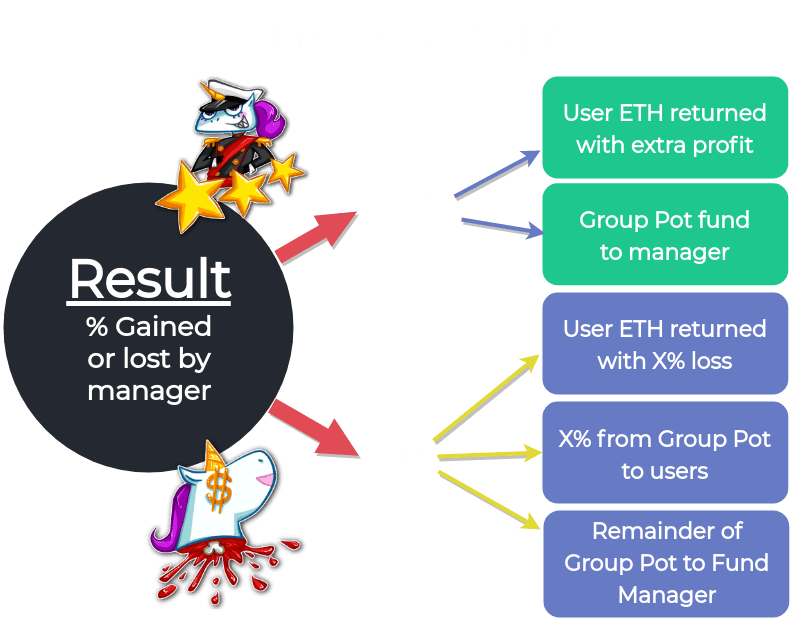 Result
% Gained
or lost by
manager
User ETH returned
with extra profit
Group Pot fund
to manager
User ETH returned
with X% loss
X% from Group Pot
to users
Remainder of
Group Pot to Fund
Manager
$